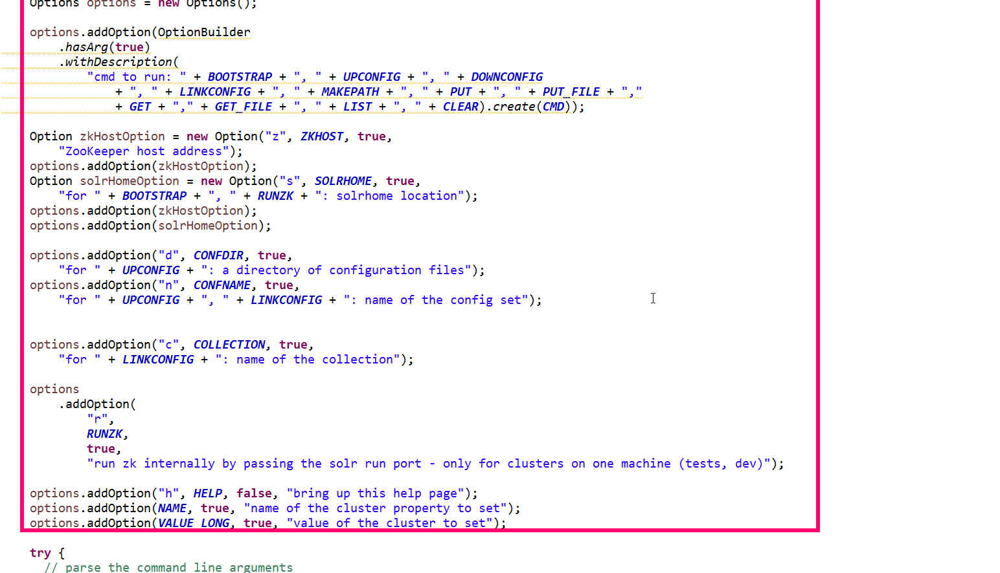 Options options = new Options();
options.addOption(OptionBuilder
.hasArg(true)
.withDescription(
"cmd to run: " + BOOTSTRAP + ", " + UPCONFIG + ", " + DOWNCONFIG
+ ", " + LINKCONFIG + ", " + MAKEPATH + ", " + PUT + ", " + PUT_FILE + ","
+ GET + "," + GET_FILE + ", " + LIST + ", " + CLEAR).create(CMD));
Option zkHostOption = new Option("z", ZKHOST, true,
"ZooKeeper host address");
options.addOption(zkHostOption);
Option solrHomeOption = new Option("s", SOLRHOME, true,
"for " + BOOTSTRAP + ", " + RUNZK + ": solrhome location");
options.addOption(zkHostOption);
options.addOption(solrHomeOption);
options.addOption("d", CONFDIR, true,
"for " + UPCONFIG + ": a directory of configuration files");
options.addOption("n", CONFNAME, true,
"for " + UPCONFIG + ", " + LINKCONFIG + ": name of the config set");
options.addOption("c", COLLECTION, true,
"for " + LINKCONFIG + ": name of the collection");
options
.addOption(
"r",
RUNZK,
true,
"run zk internally by passing the solr run port - only for clusters on one machine (tests, dev)");
options.addOption("h", HELP, false, "bring up this help page");
options.addOption(NAME, true, "name of the cluster property to set");
options.addOption(VALUE_LONG, true, "value of the cluster to set");
try {
// parse the command line arguments